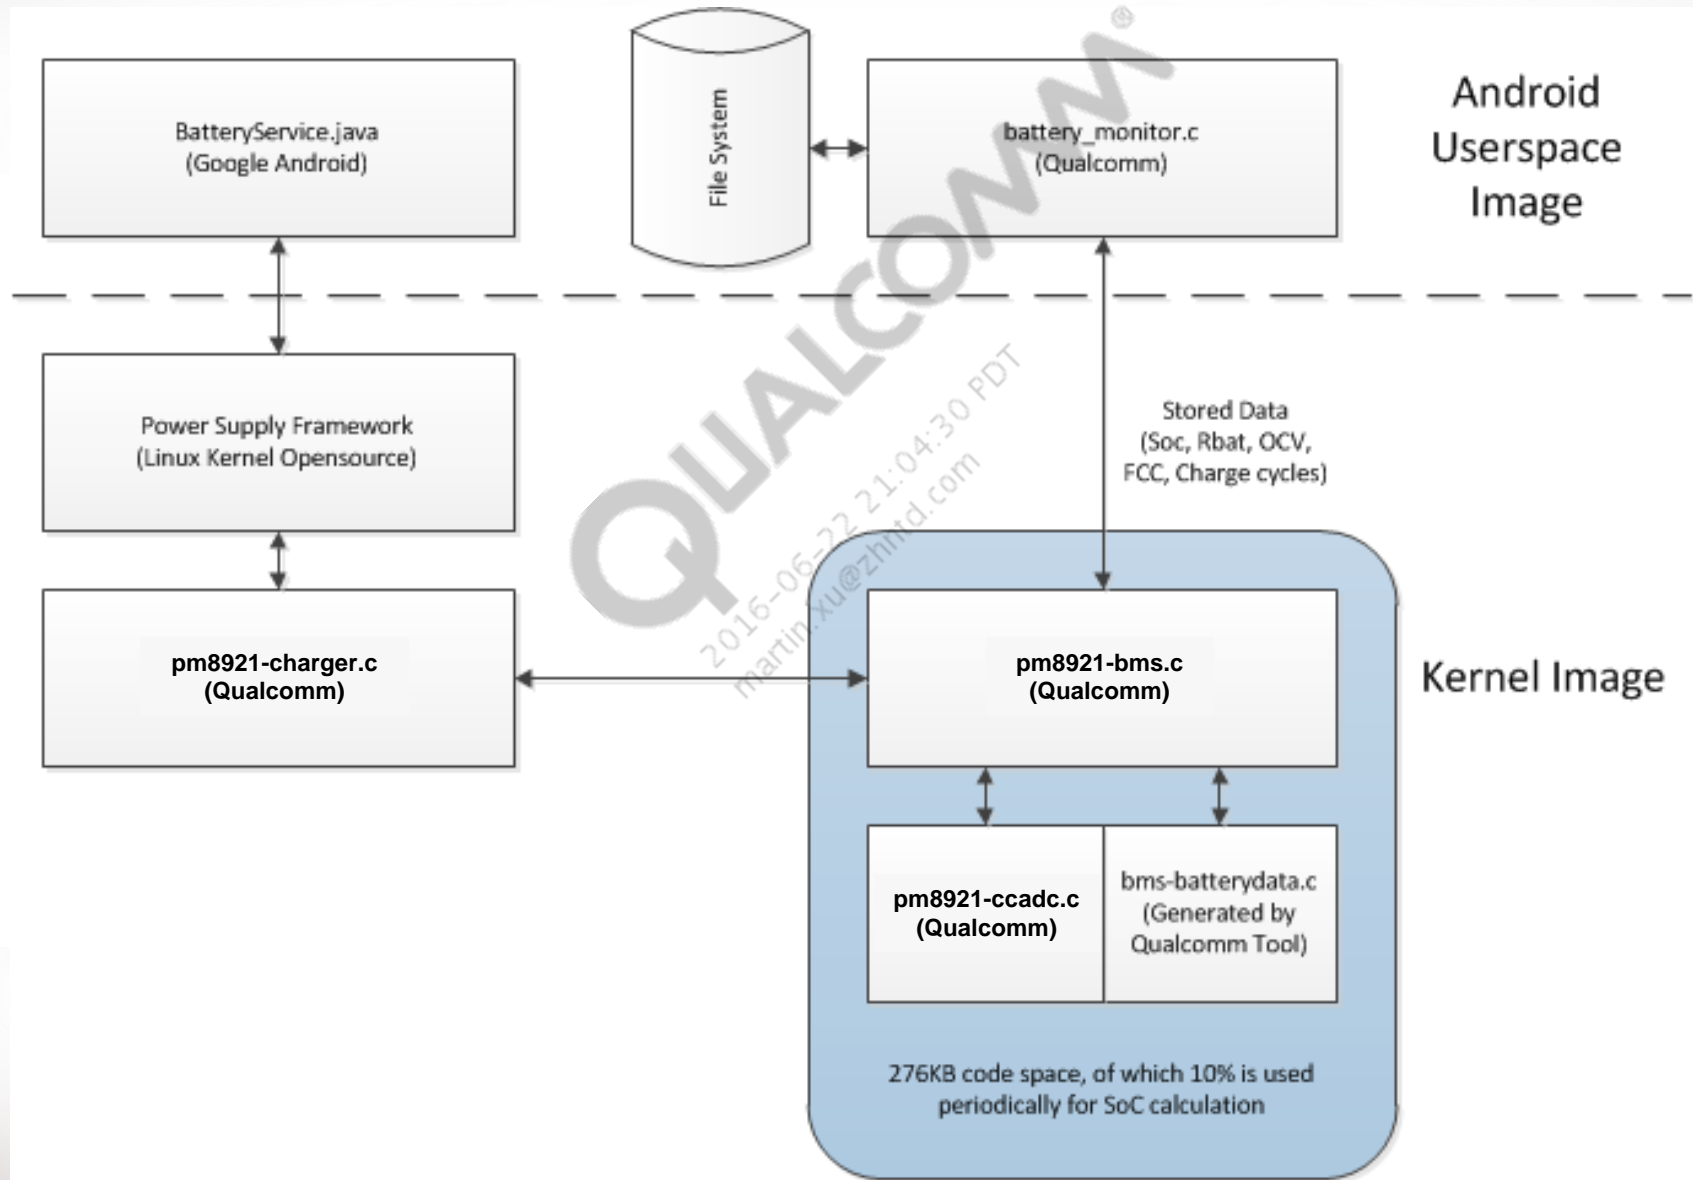 BatteryService.java
(Google Android)
File System
battery_monitor.c
(Qualcomm)
Android
Userspace
Image
Power Supply Framework
(Linux Kernel Opensource)
Stored Data
(Soc, Rbat, OCV,
FCC, Charge cycles)
QUALCOMM®
2016-06-22 21:04:30 PDT
martin.xu@zhntd.com
pm8921-charger.c
(Qualcomm)
pm8921-bms.c
(Qualcomm)
Kernel Image
pm8921-ccadc.c
(Qualcomm)
bms-batterydata.c
(Generated by
Qualcomm Tool)
276KB code space, of which 10% is used
periodically for SoC calculation